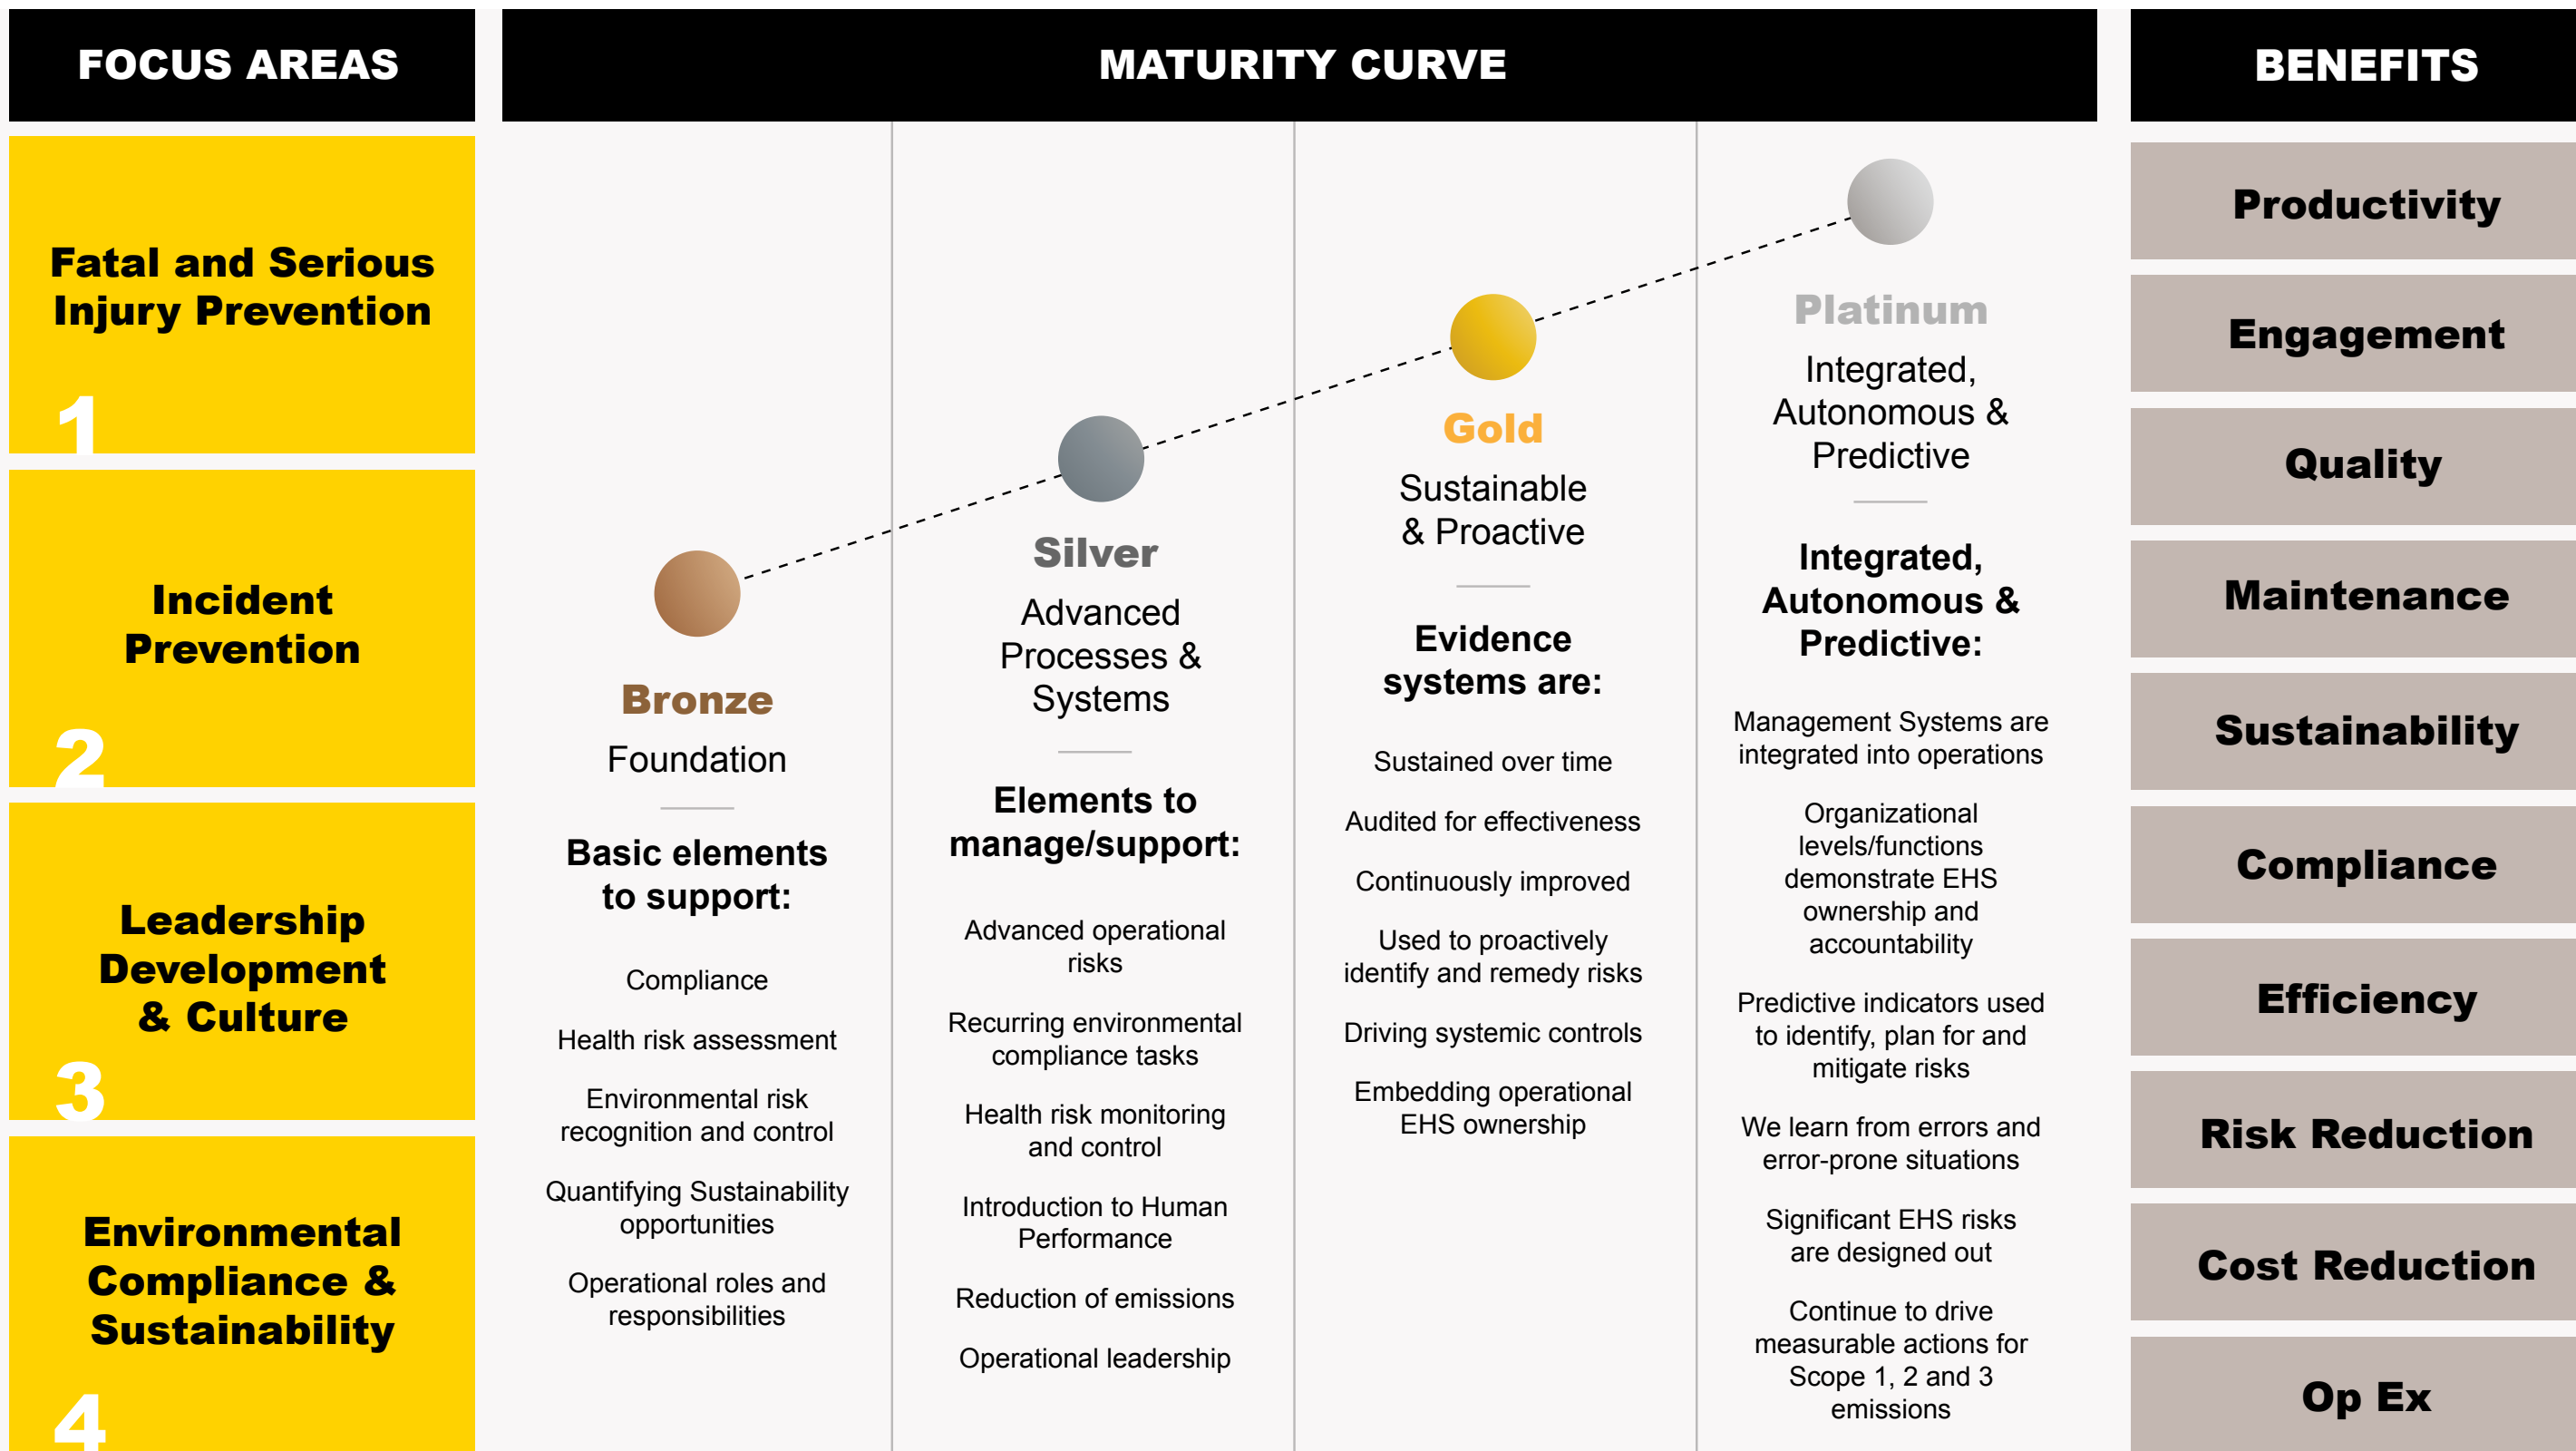 FOCUS AREAS
Fatal and Serious
Injury Prevention
1
Incident
Prevention
2
Leadership
Development
& Culture
3
Environmental
Compliance &
Sustainability
4
MATURITY CURVE
Bronze
Foundation
Basic elements
to support:
Compliance
Health risk assessment
Environmental risk
recognition and control
Quantifying Sustainability
opportunities
Operational roles and
responsibilities
Silver
Advanced
Processes &
Systems
Elements to
manage/support:
Advanced operational
risks
Recurring environmental
compliance tasks
Health risk monitoring
and control
Introduction to Human
Performance
Reduction of emissions
Operational leadership
Gold
Sustainable
& Proactive
Evidence
systems are:
Sustained over time
Audited for effectiveness
Continuously improved
Used to proactively
identify and remedy risks
Driving systemic controls
Embedding operational
EHS ownership
Platinum
Integrated,
Autonomous &
Predictive
Integrated,
Autonomous &
Predictive:
Management Systems are
integrated into operations
Organizational
levels/functions
demonstrate EHS
ownership and
accountability
Predictive indicators used
to identify, plan for and
mitigate risks
We learn from errors and
error-prone situations
Significant EHS risks
are designed out
Continue to drive
measurable actions for
Scope 1, 2 and 3
emissions
BENEFITS
Productivity
Engagement
Quality
Maintenance
Sustainability
Compliance
Efficiency
Risk Reduction
Cost Reduction
Op Ex